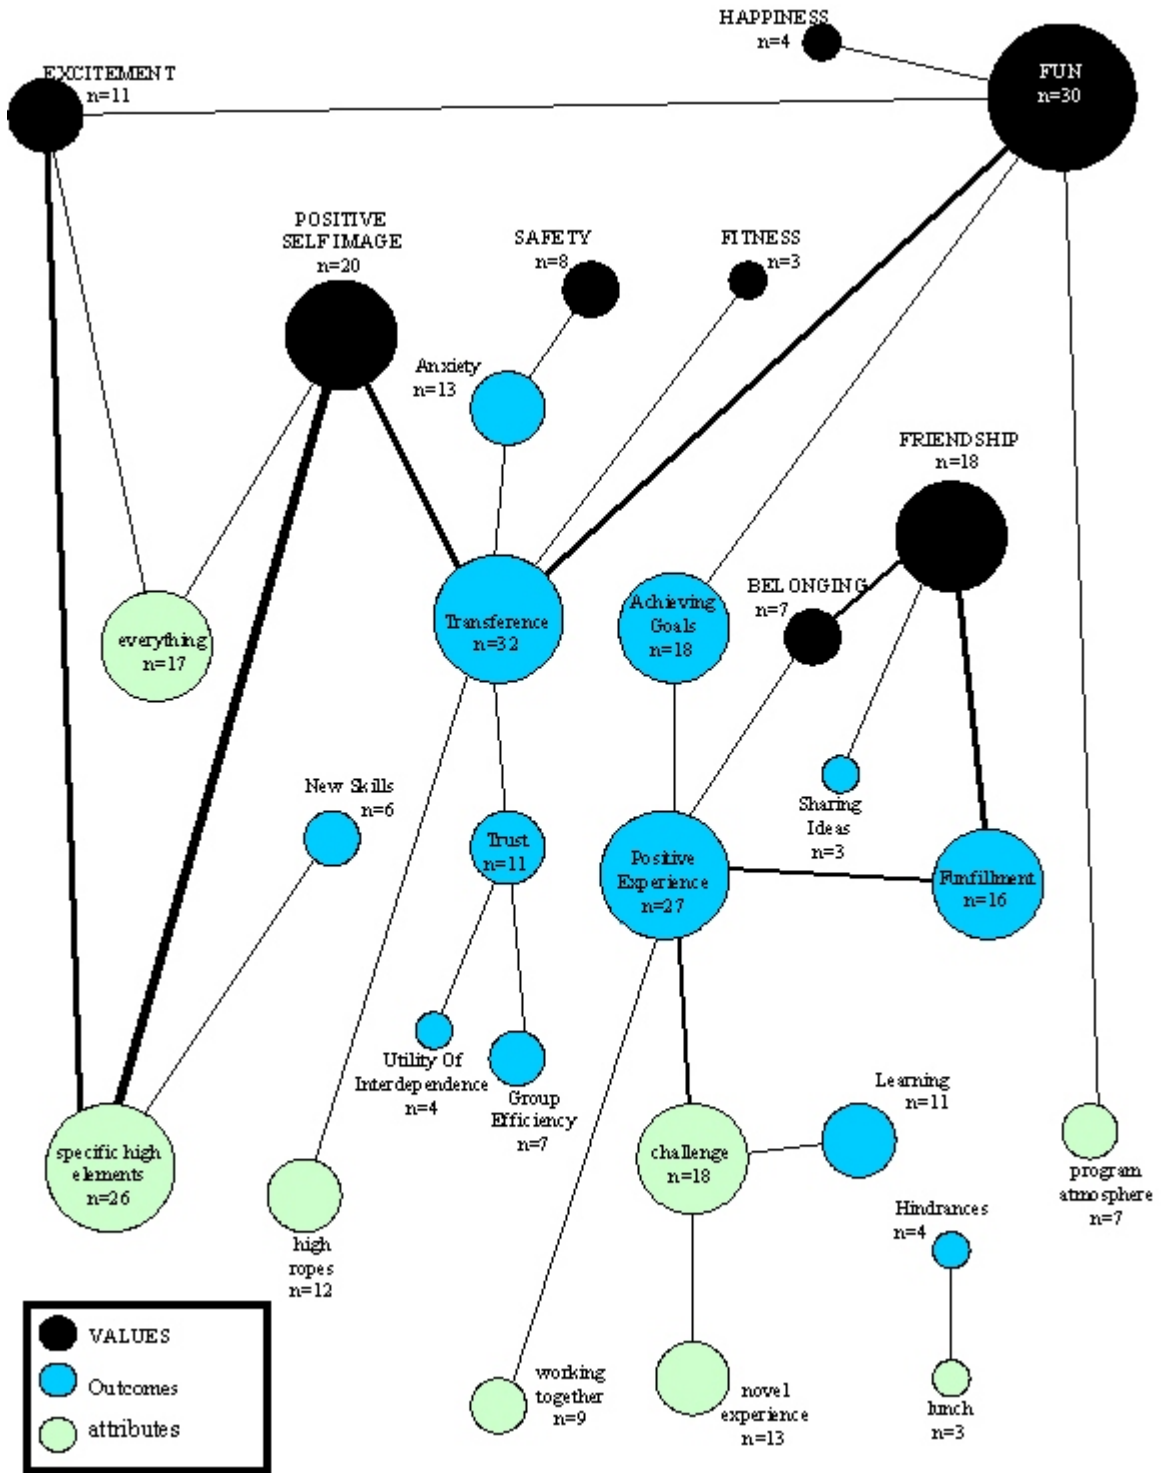 HAPPINESS
n=4
FUN
n=30
EXCITEMENT
n=11
POSITIVE
SELF IMAGE
n=20
SAFETY
n=8
FITNESS
n=3
Anxiety
n=13
FRIENDSHIP
n=18
BELONGING
n=7
Achieving
Goals
n=18
Transference
n=32
everything
n=17
New Skills
n=6
Trust
n=11
Positive
Experience
n=27
Sharing
Ideas
n=3
Funfillment
n=16
Utility Of
Interdependence
n=4
Group
Efficiency
n=7
Learning
n=11
specific high
elements
n=26
challenge
n=18
program
atmosphere
n=7
Hindrances
n=4
high
ropes
n=12
working
together
n=9
novel
experience
n=13
lunch
n=3
VALUES
Outcomes
attributes